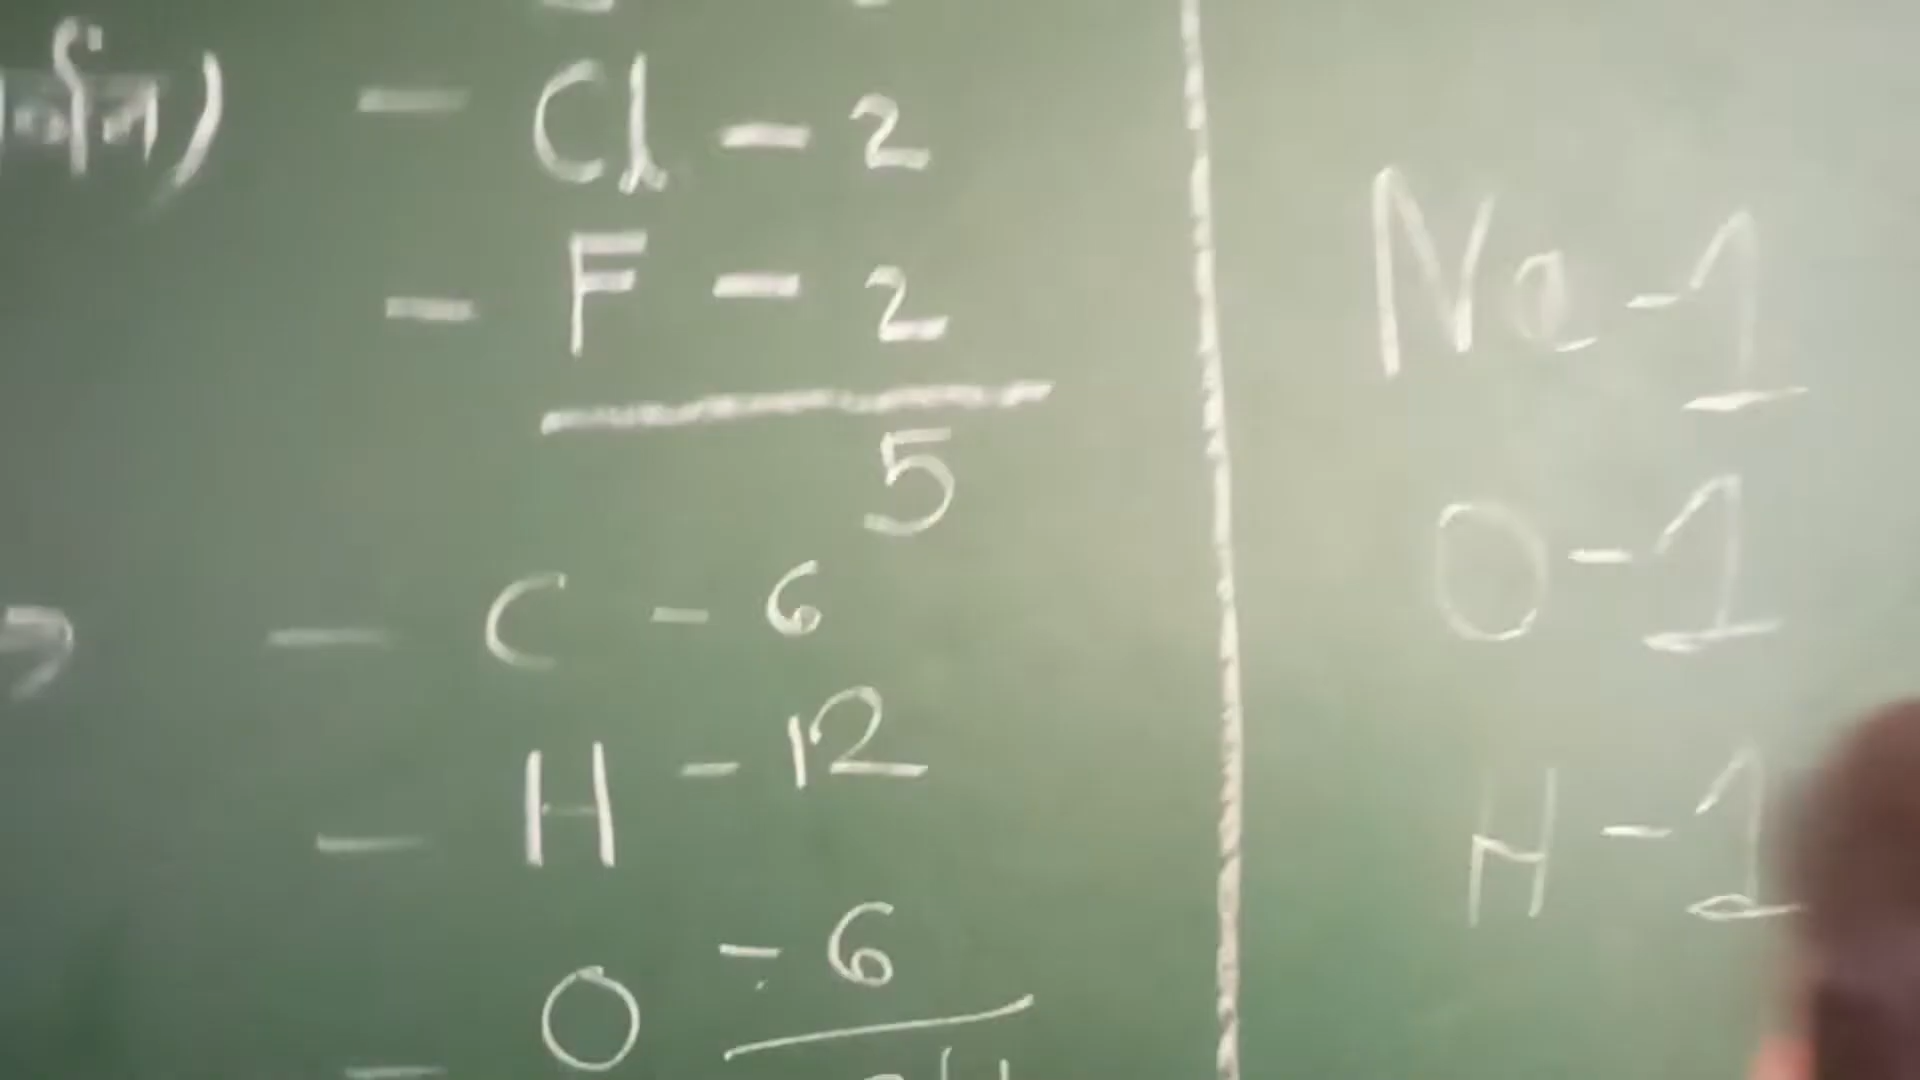 — Cl - 2
- F - 2
5
— C - 6
— H - 12
— O - 6
Na - 1
O - 1
H - 1